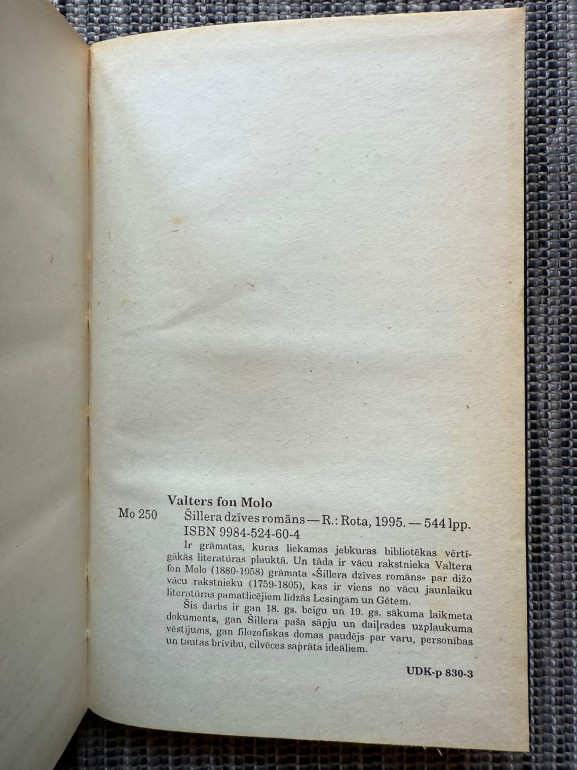 Valters fon Molo
Mo 250 Šillera dzīves romāns — R.: Rota, 1995. — 544 lpp.
ISBN 9984-524-60-4
Ir grāmatas, kuras liekamas jebkuras bibliotēkas vērtī-
gākās literatūras plauktā. Un tāda ir vācu rakstnieka Valtera
fon Molo (1880-1958) grāmata «Šillera dzīves romāns» par dižo
vācu rakstnieku (1759-1805), kas ir viens no vācu jaunlaiku
literatūras pamatlicējiem līdzās Lesingam un Gētem.
Šis darbs ir gan 18. gs. beigu un 19. gs. sākuma laikmeta
dokuments, gan Šillera paša sāpju un daiļrades uzplaukuma
vēstījums, gan filozofiskas domas paudējs par varu, personības
un tautas brīvību, cilvēces saprāta ideāliem.
UDK-p 830-3